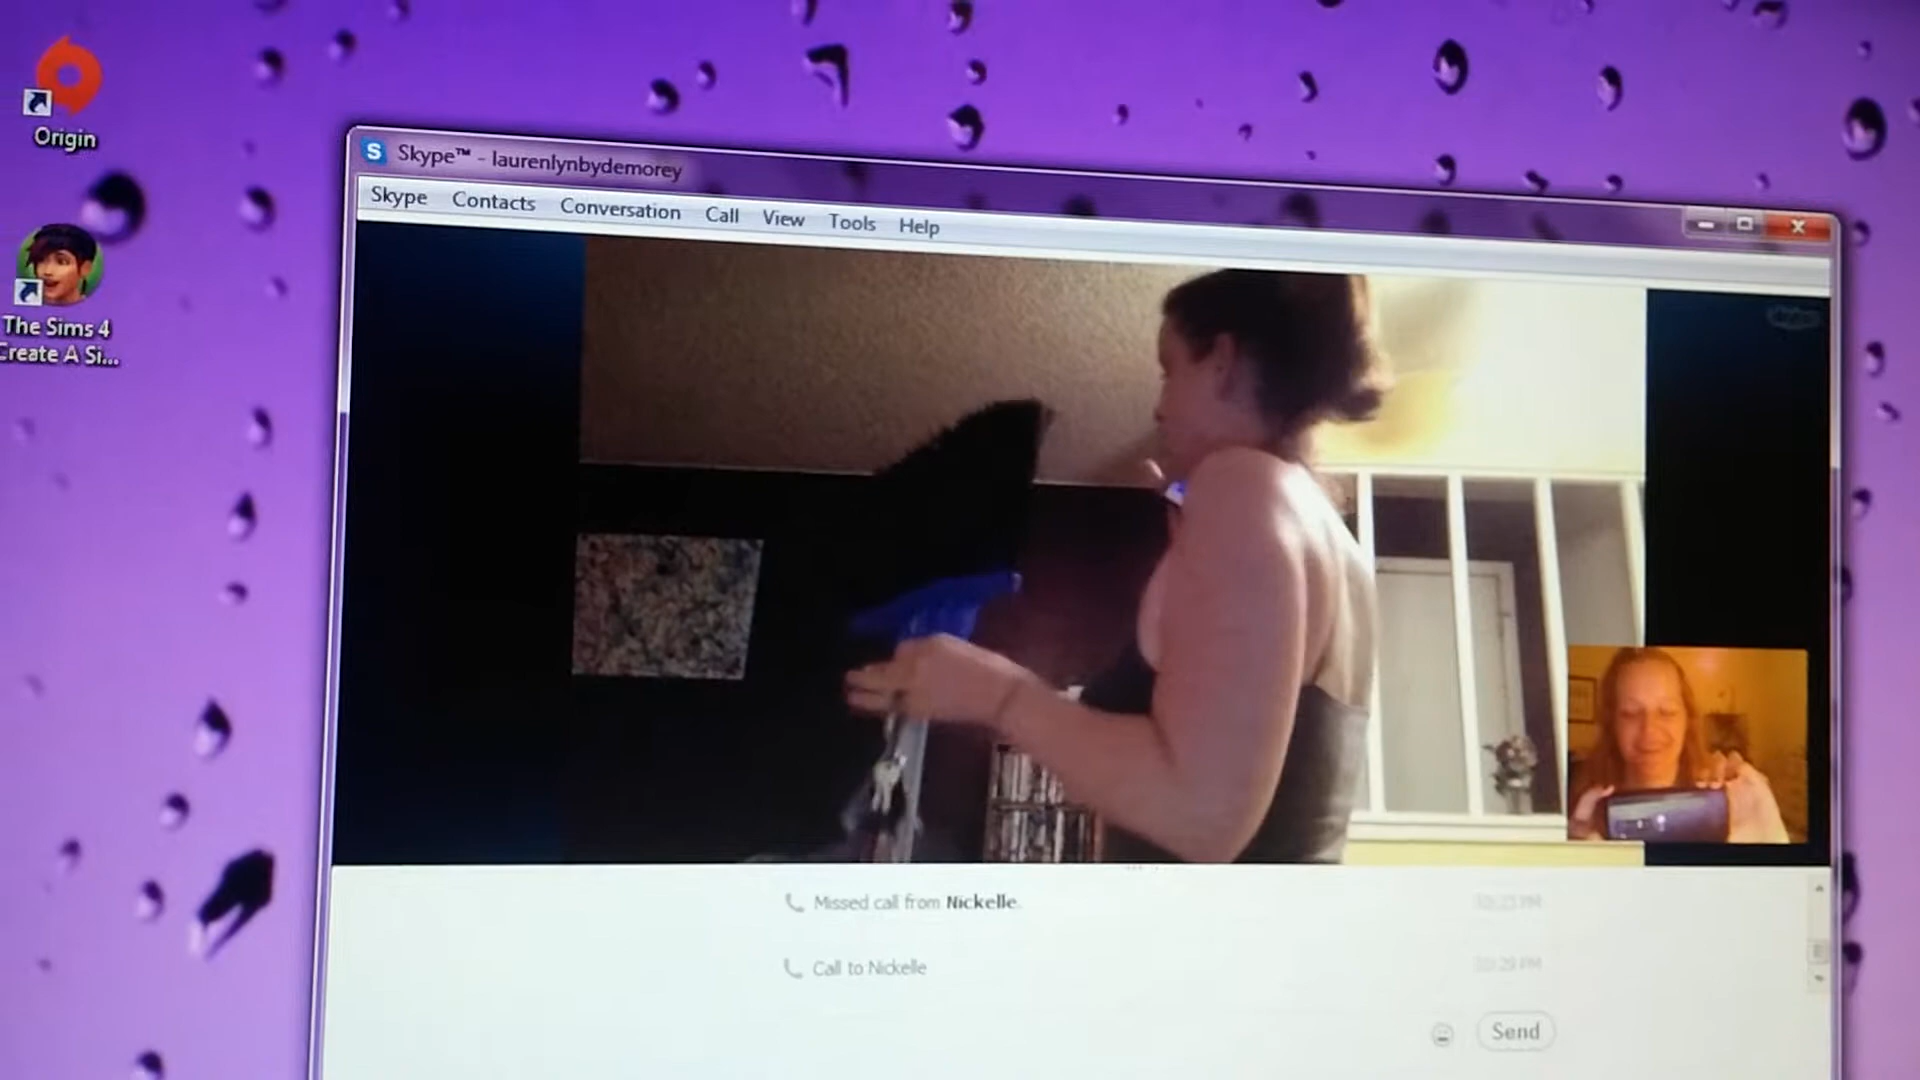 Origin
The Sims 4
Create A Si...
Skype™ - laurenlynbydemorey
Skype Contacts Conversation Call View Tools Help
Missed call from Nickelle.
Call to Nickelle
Send